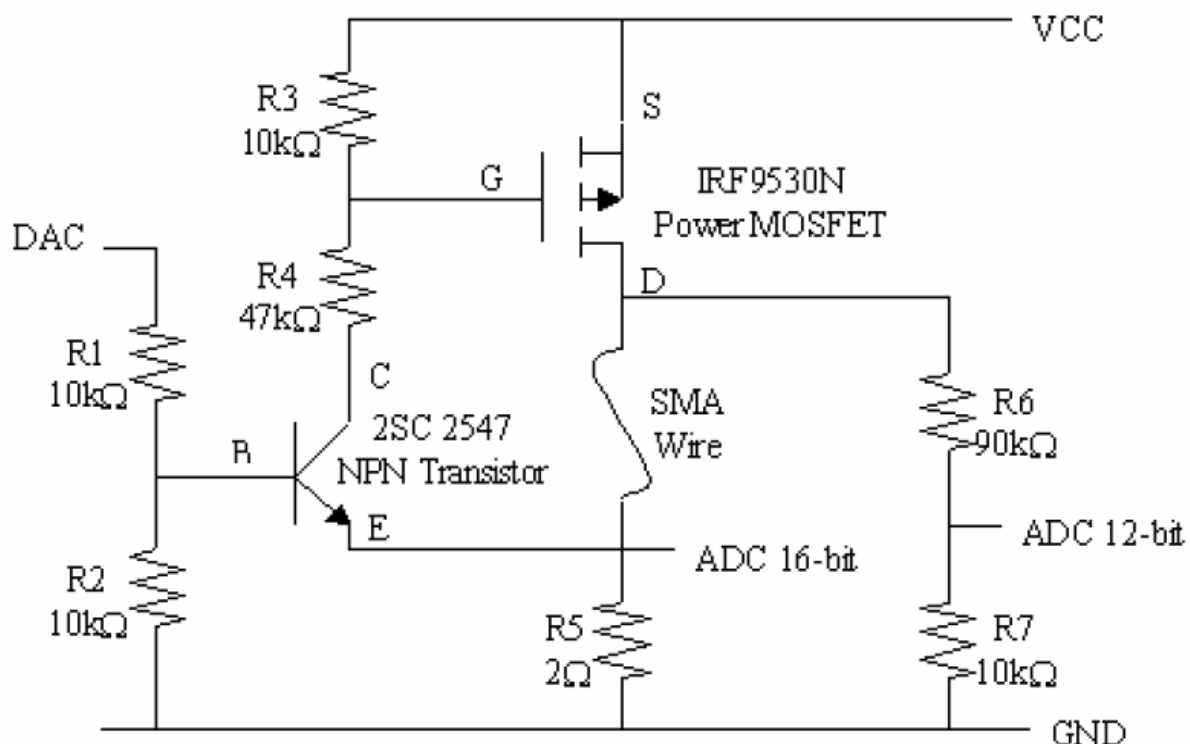 VCC
R3
10kΩ
S
G
IRF9530N
Power MOSFET
DAC
R4
47kΩ
D
R1
10kΩ
C
2SC 2547
NPN Transistor
B
E
SMA
Wire
R6
90kΩ
ADC 12-bit
ADC 16-bit
R2
10kΩ
R5
2Ω
R7
10kΩ
GND